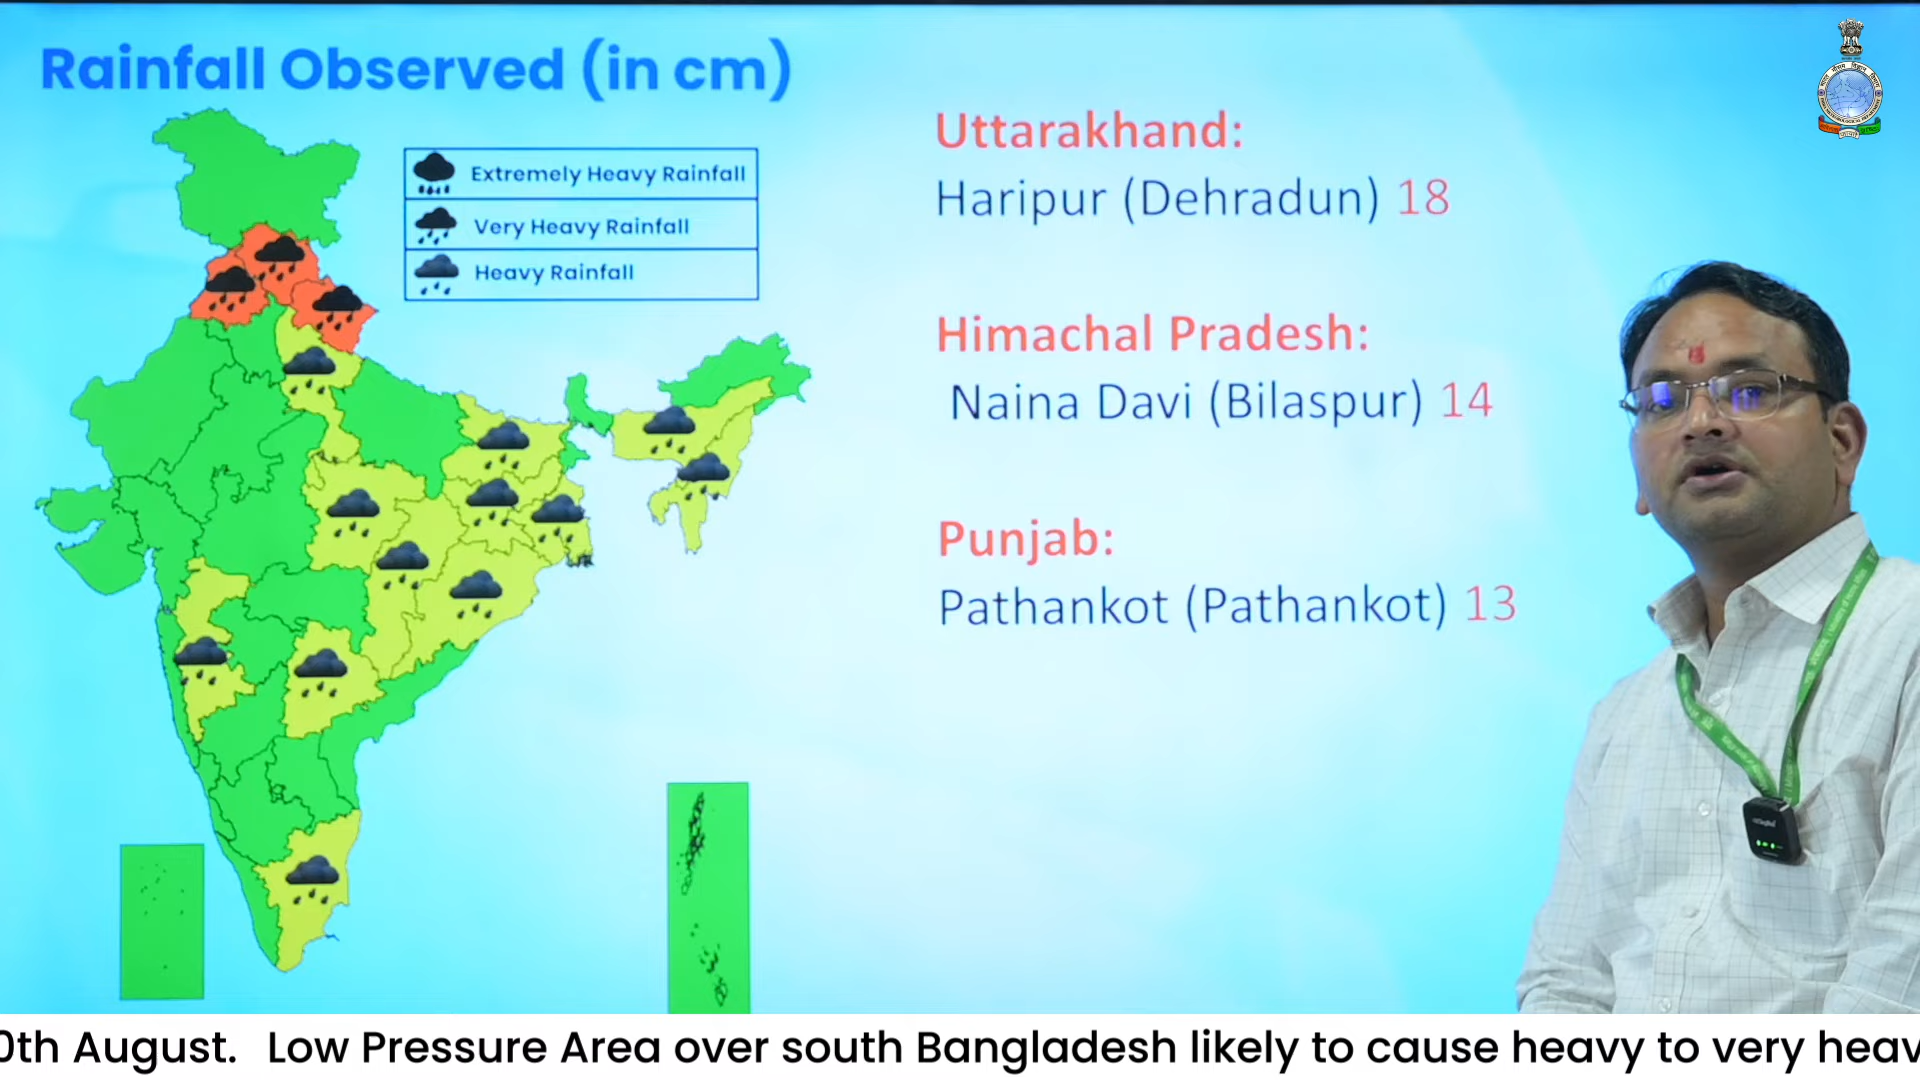 Rainfall Observed (in cm)
Extremely Heavy Rainfall
Very Heavy Rainfall
Heavy Rainfall
Uttarakhand:
Haripur (Dehradun) 18
Himachal Pradesh:
Naina Davi (Bilaspur) 14
Punjab:
Pathankot (Pathankot) 13
0th August. Low Pressure Area over south Bangladesh likely to cause heavy to very heav